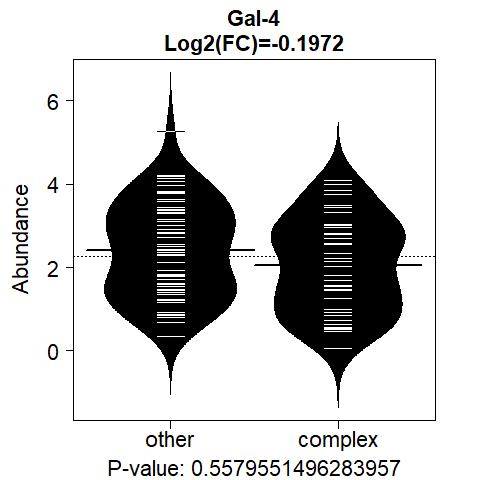 Gal-4
Log2(FC)=-0.1972
Abundance
6
4
2
0
other complex
P-value: 0.5579551496283957